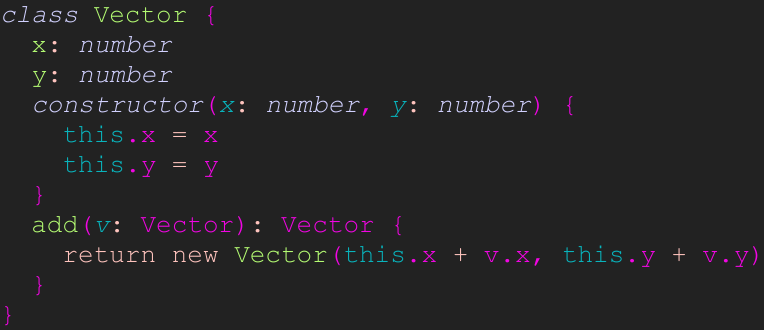 class Vector {
  x: number
  y: number
  constructor(x: number, y: number) {
    this.x = x
    this.y = y
  }
  add(v: Vector): Vector {
    return new Vector(this.x + v.x, this.y + v.y)
  }
}